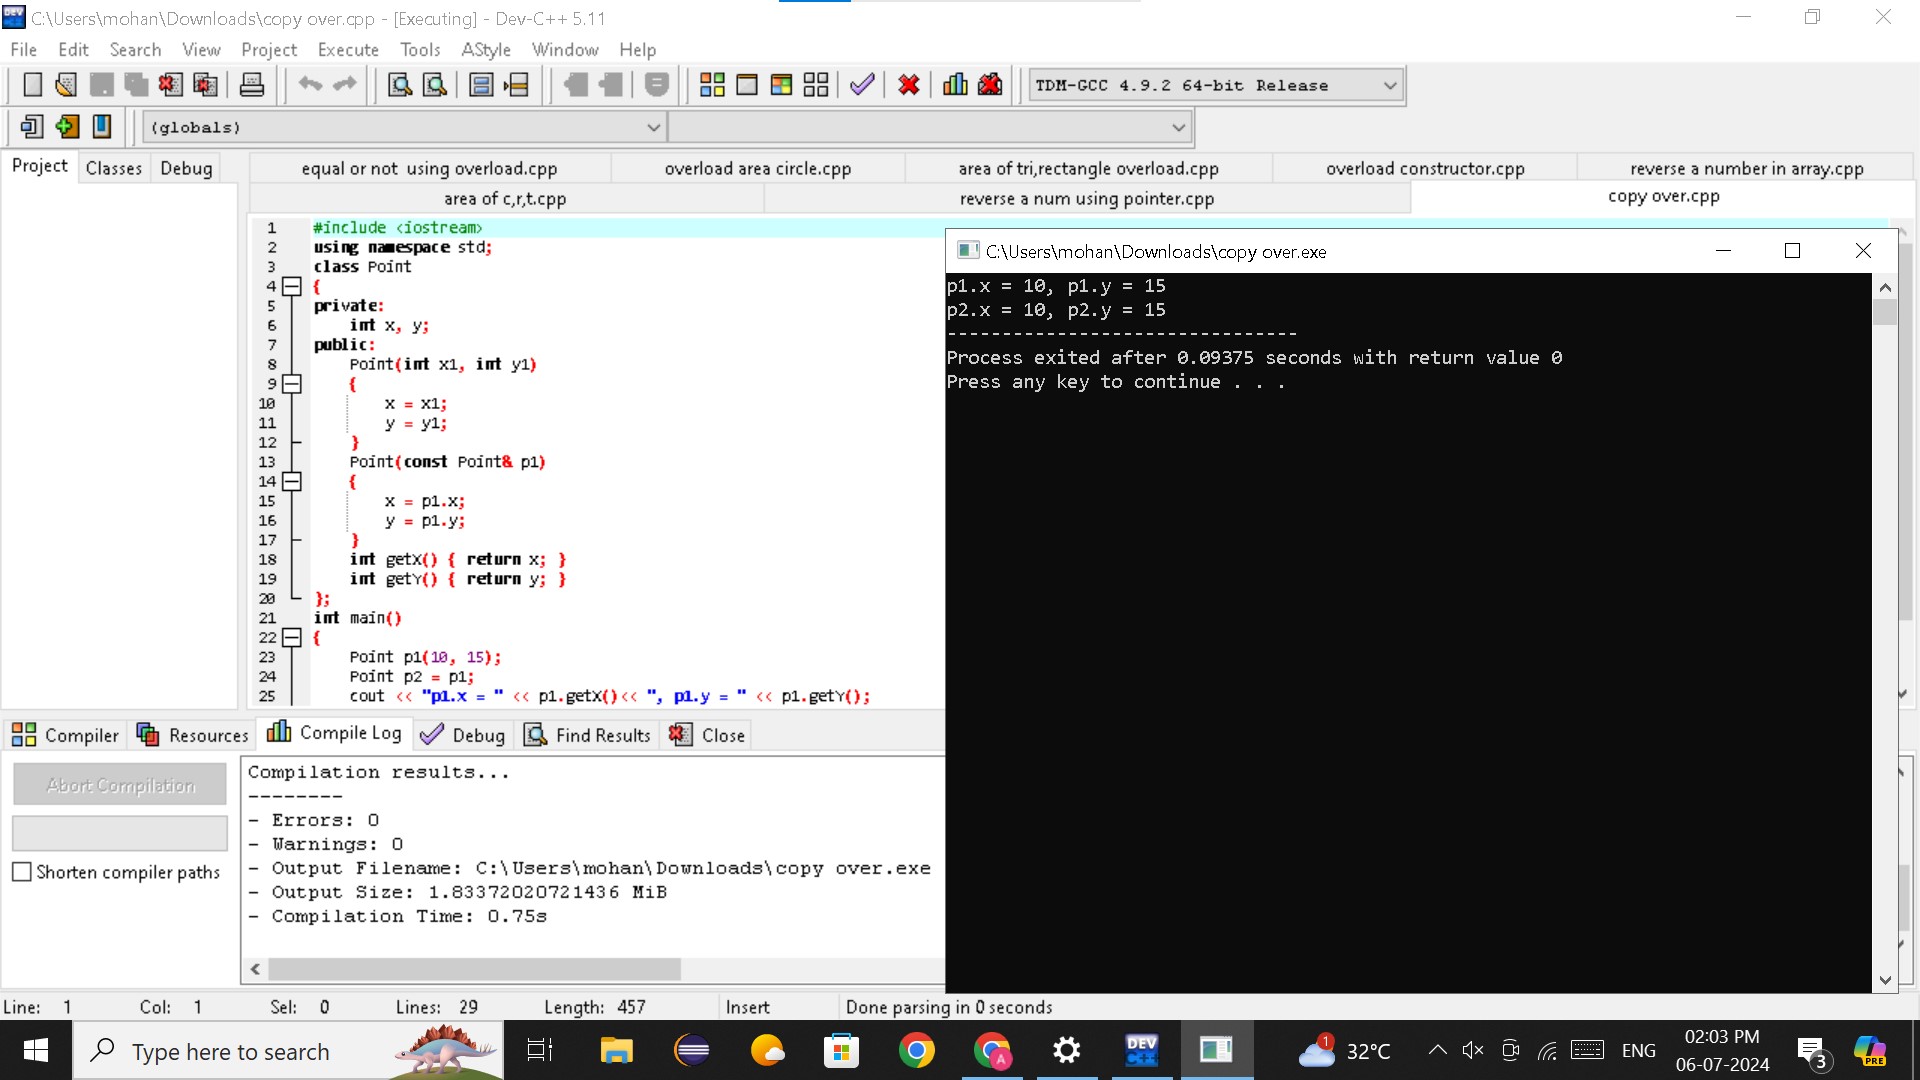 C:\Users\mohan\Downloads\copy over.cpp - [Executing] - Dev-C++ 5.11
File Edit Search View Project Execute Tools AStyle Window Help
TDM-GCC 4.9.2 64-bit Release
(globals)
Project Classes Debug
equal or not using overload.cpp overload area circle.cpp area of tri,rectangle overload.cpp overload constructor.cpp reverse a number in array.cpp
area of c,r,t.cpp reverse a num using pointer.cpp copy over.cpp
1 #include <iostream>
2 using namespace std;
3 class Point
4 {
5 private:
6 int x, y;
7 public:
8 Point(int x1, int y1)
9 {
10 x = x1;
11 y = y1;
12 }
13 Point(const Point& p1)
14 {
15 x = p1.x;
16 y = p1.y;
17 }
18 int getX() { return x; }
19 int getY() { return y; }
20 };
21 int main()
22 {
23 Point p1(10, 15);
24 Point p2 = p1;
25 cout << "p1.x = " << p1.getX()<< ", p1.y = " << p1.getY();
C:\Users\mohan\Downloads\copy over.exe
p1.x = 10, p1.y = 15
p2.x = 10, p2.y = 15
--------------------------------
Process exited after 0.09375 seconds with return value 0
Press any key to continue . . .
Compiler Resources Compile Log Debug Find Results Close
Abort Compilation
Shorten compiler paths
Compilation results...
--------
- Errors: 0
- Warnings: 0
- Output Filename: C:\Users\mohan\Downloads\copy over.exe
- Output Size: 1.83372020721436 MiB
- Compilation Time: 0.75s
Line: 1 Col: 1 Sel: 0 Lines: 29 Length: 457 Insert Done parsing in 0 seconds
Type here to search
DEV C++
1
32°C
ENG
02:03 PM
06-07-2024
3
PRE